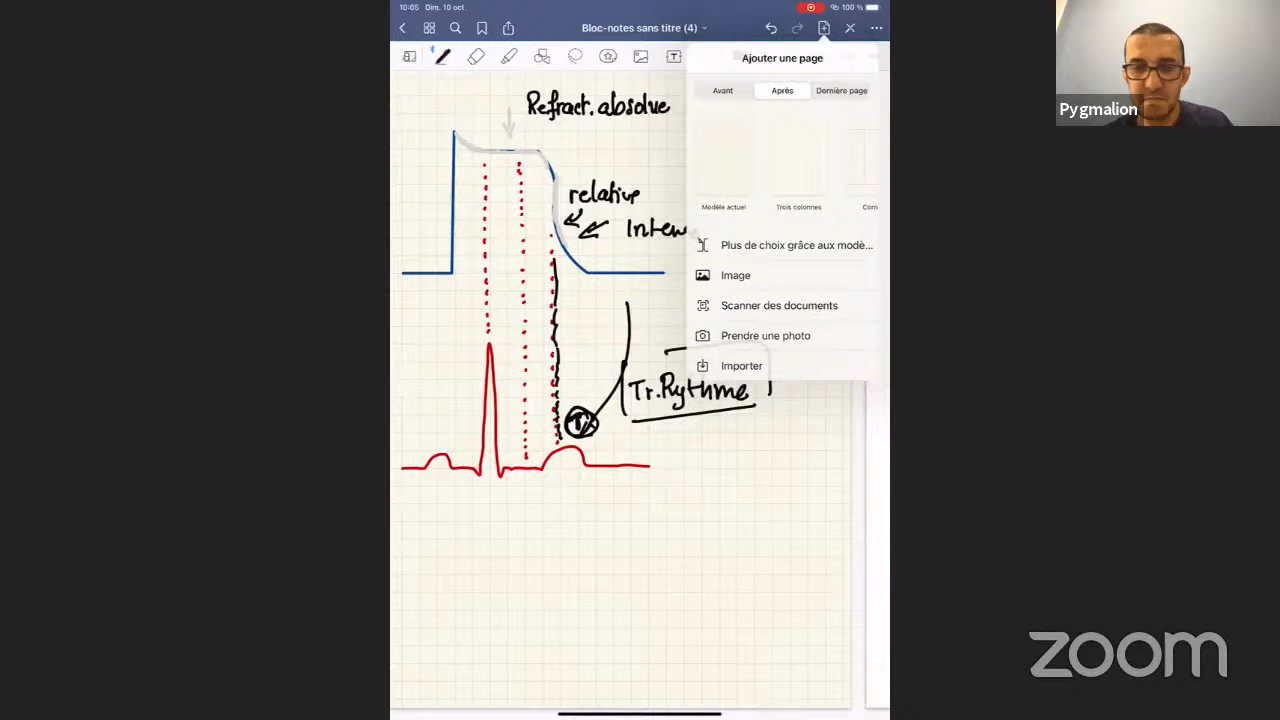 10:05 Dim. 10 oct.
100 %
Bloc-notes sans titre (4)
Ajouter une page
Avant
Après
Dernière page
Modèle actuel
Trois colonnes
Corn
Plus de choix grâce aux modè...
Image
Scanner des documents
Prendre une photo
Importer
Refract. absolue
relative
T
Tr. Rythme
Pygmalion
zoom